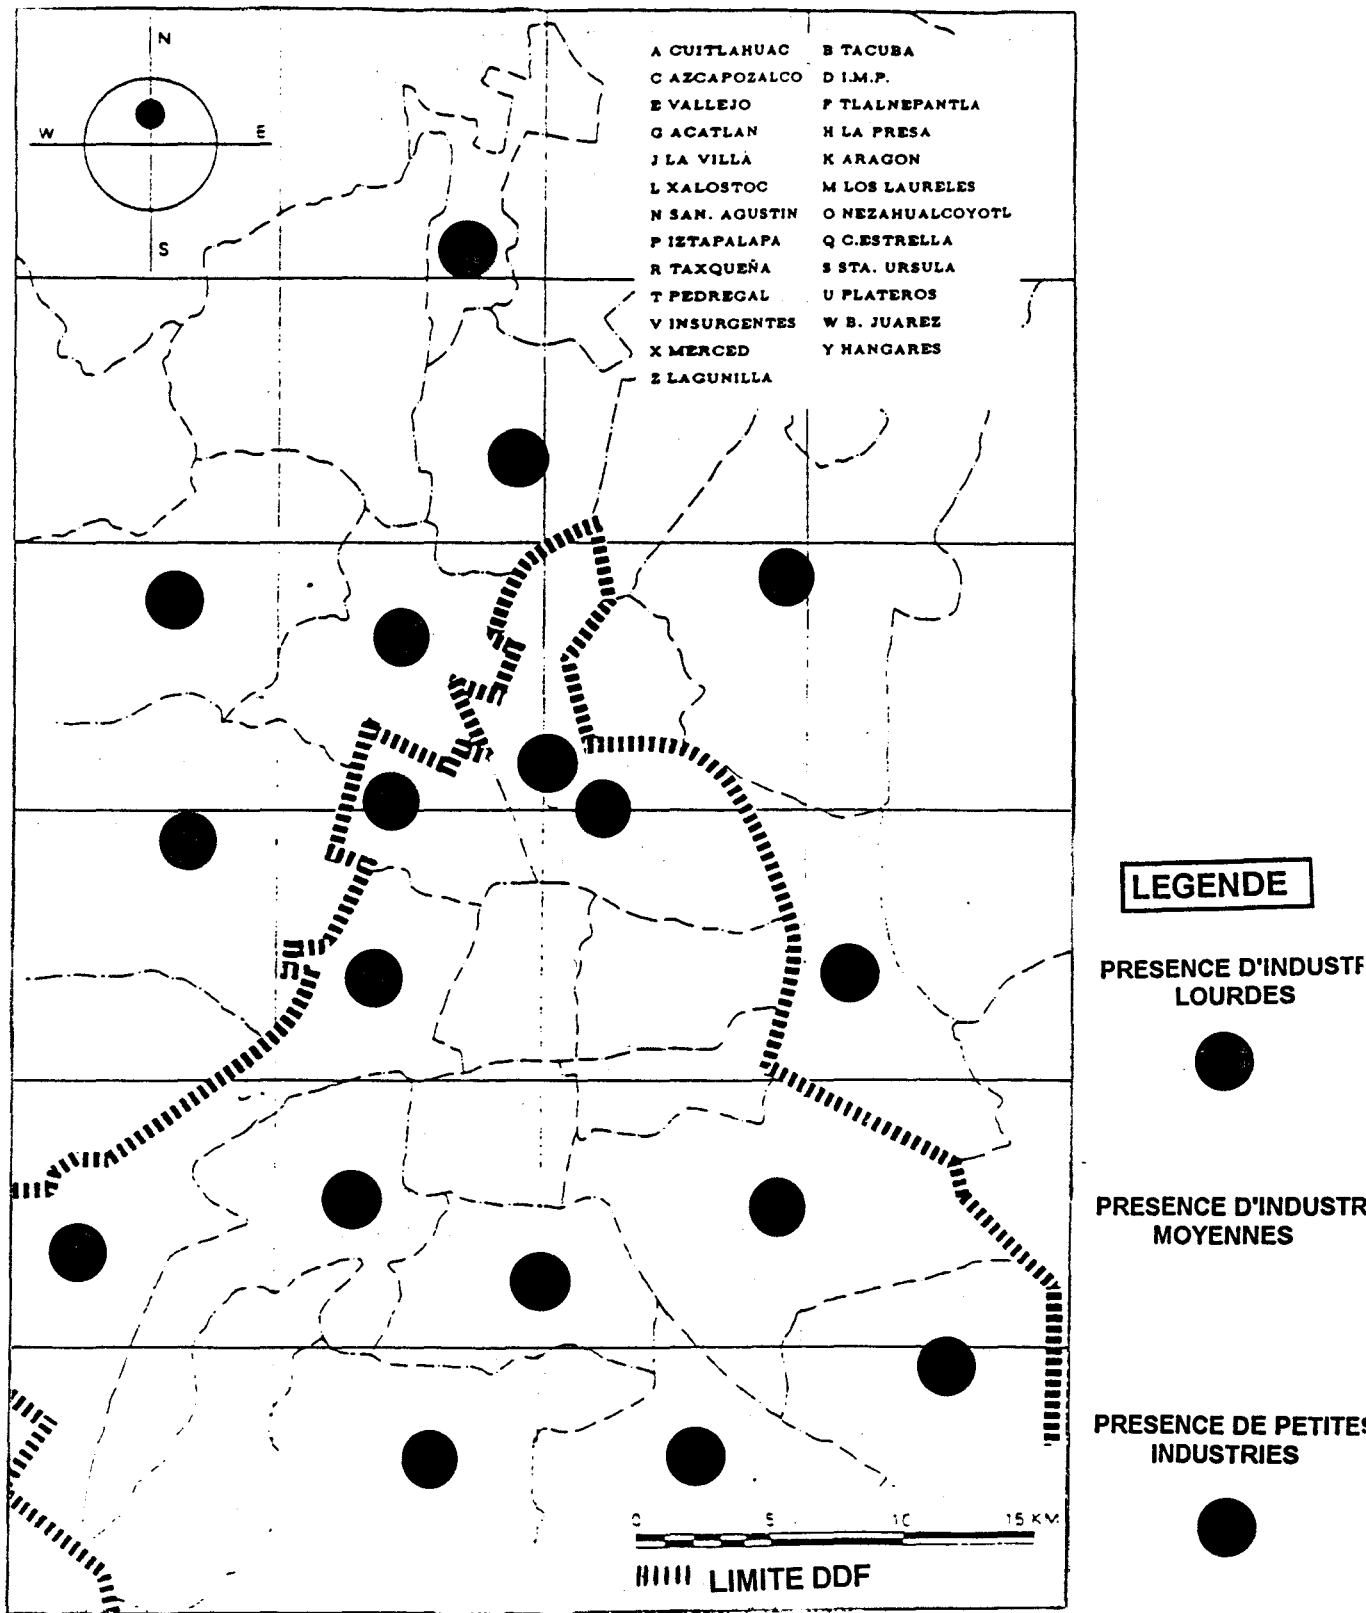 N
W E
S
A CUITLAHUAC B TACUBA
C AZCAPOZALCO D I.M.P.
E VALLEJO F TLALNEPANTLA
G ACATLAN H LA PRESA
J LA VILLA K ARAGON
L XALOSTOC M LOS LAURELES
N SAN. AGUSTIN O NEZAHUALCOYOTL
P IZTAPALAPA Q C.ESTRELLA
R TAXQUEÑA S STA. URSULA
T PEDREGAL U PLATEROS
V INSURGENTES W B. JUAREZ
X MERCED Y HANGARES
Z LAGUNILLA
LEGENDE
PRESENCE D'INDUSTR
LOURDES
PRESENCE D'INDUSTR
MOYENNES
PRESENCE DE PETITES
INDUSTRIES
0 5 10 15 KM
LIMITE DDF